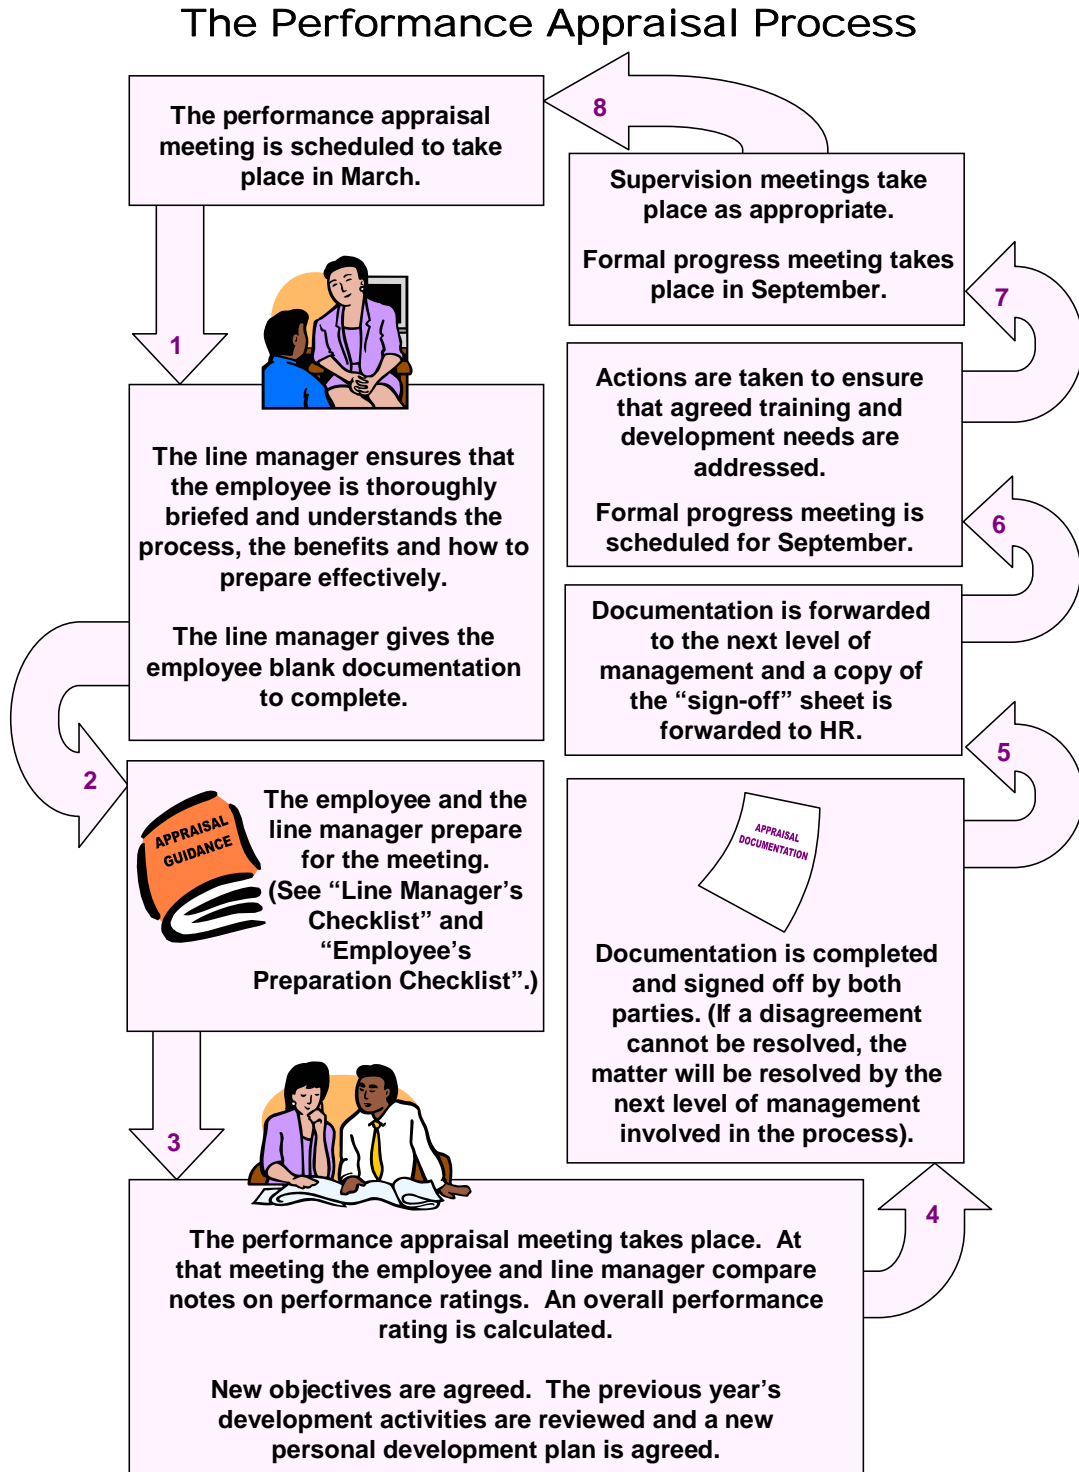 The Performance Appraisal Process
The performance appraisal
meeting is scheduled to take
place in March.
1
The line manager ensures that
the employee is thoroughly
briefed and understands the
process, the benefits and how to
prepare effectively.
The line manager gives the
employee blank documentation
to complete.
2
APPRAISAL
GUIDANCE
The employee and the
line manager prepare
for the meeting.
(See “Line Manager’s
Checklist” and
“Employee’s
Preparation Checklist”.)
3
The performance appraisal meeting takes place.  At
that meeting the employee and line manager compare
notes on performance ratings.  An overall performance
rating is calculated.
New objectives are agreed.  The previous year’s
development activities are reviewed and a new
personal development plan is agreed.
4
APPRAISAL
DOCUMENTATION
Documentation is completed
and signed off by both
parties. (If a disagreement
cannot be resolved, the
matter will be resolved by the
next level of management
involved in the process).
5
Documentation is forwarded
to the next level of
management and a copy of
the “sign-off” sheet is
forwarded to HR.
6
Actions are taken to ensure
that agreed training and
development needs are
addressed.
Formal progress meeting is
scheduled for September.
7
Supervision meetings take
place as appropriate.
Formal progress meeting takes
place in September.
8